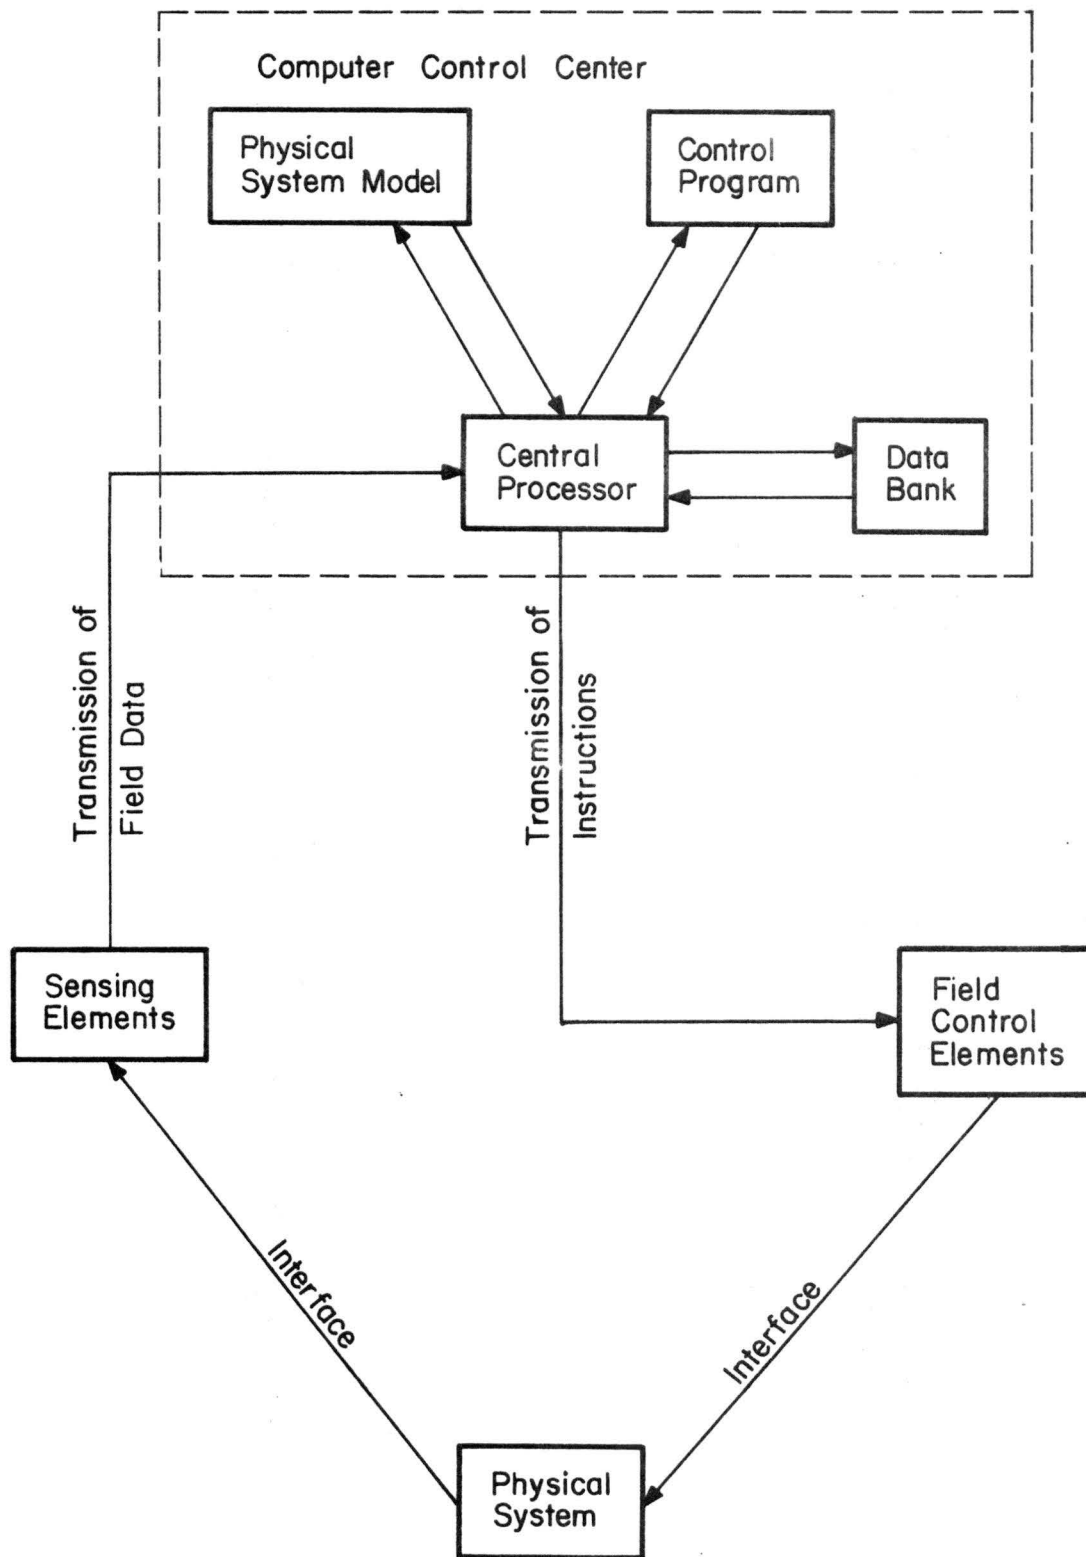 Computer Control Center
Physical
System Model
Control
Program
Central
Processor
Data
Bank
Transmission of
Field Data
Transmission of
Instructions
Sensing
Elements
Field
Control
Elements
Interface
Interface
Physical
System